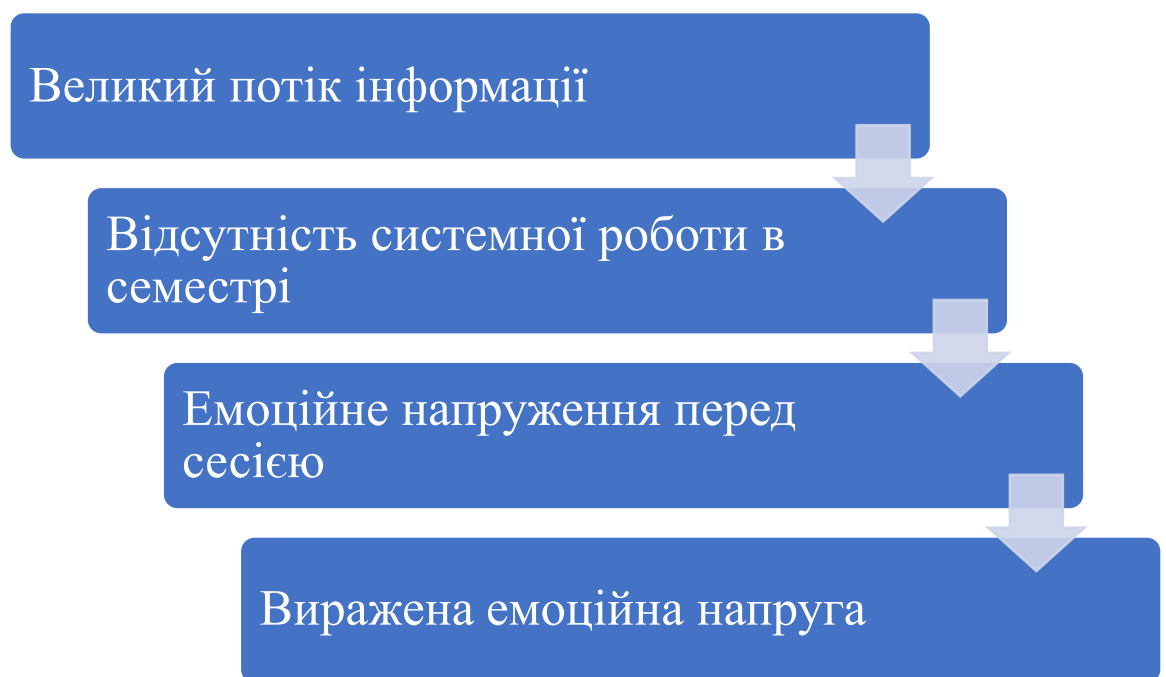 Великий потік інформації
Відсутність системної роботи в
семестрі
Емоційне напруження перед
сесією
Виражена емоційна напруга